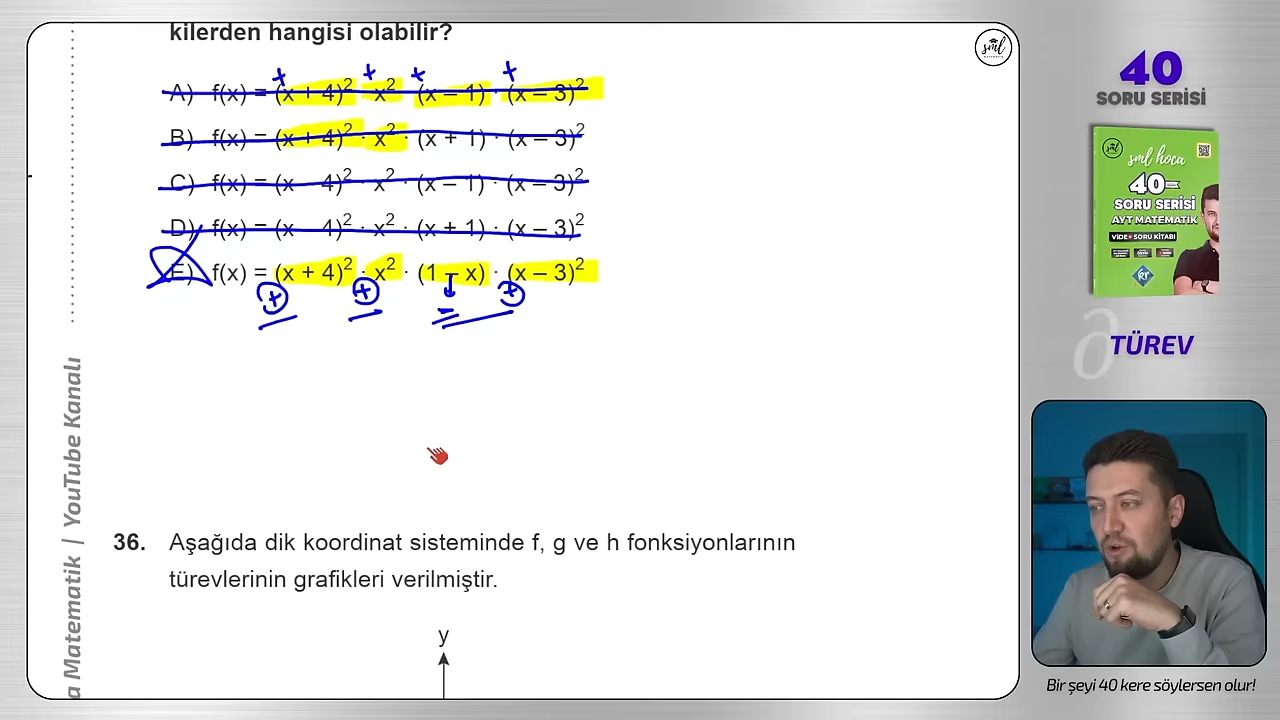 kilerden hangisi olabilir?
A) f(x) = (x + 4)² · x² · (x – 1) · (x – 3)²
B) f(x) = (x + 4)² · x² · (x + 1) · (x – 3)²
C) f(x) = (x – 4)² · x² · (x – 1) · (x – 3)²
D) f(x) = (x – 4)² · x² · (x + 1) · (x – 3)²
E) f(x) = (x + 4)² · x² · (1 – x) · (x – 3)²
+ + + +
+ + – +
36. Aşağıda dik koordinat sisteminde f, g ve h fonksiyonlarının
türevlerinin grafikleri verilmiştir.
y
a Matematik | YouTube Kanalı
sml
40
SORU SERİSİ
sml hoca
40
SORU SERİSİ
AYT MATEMATİK
VİDEO SORU KİTABI
TÜREV
Bir şeyi 40 kere söylersen olur!